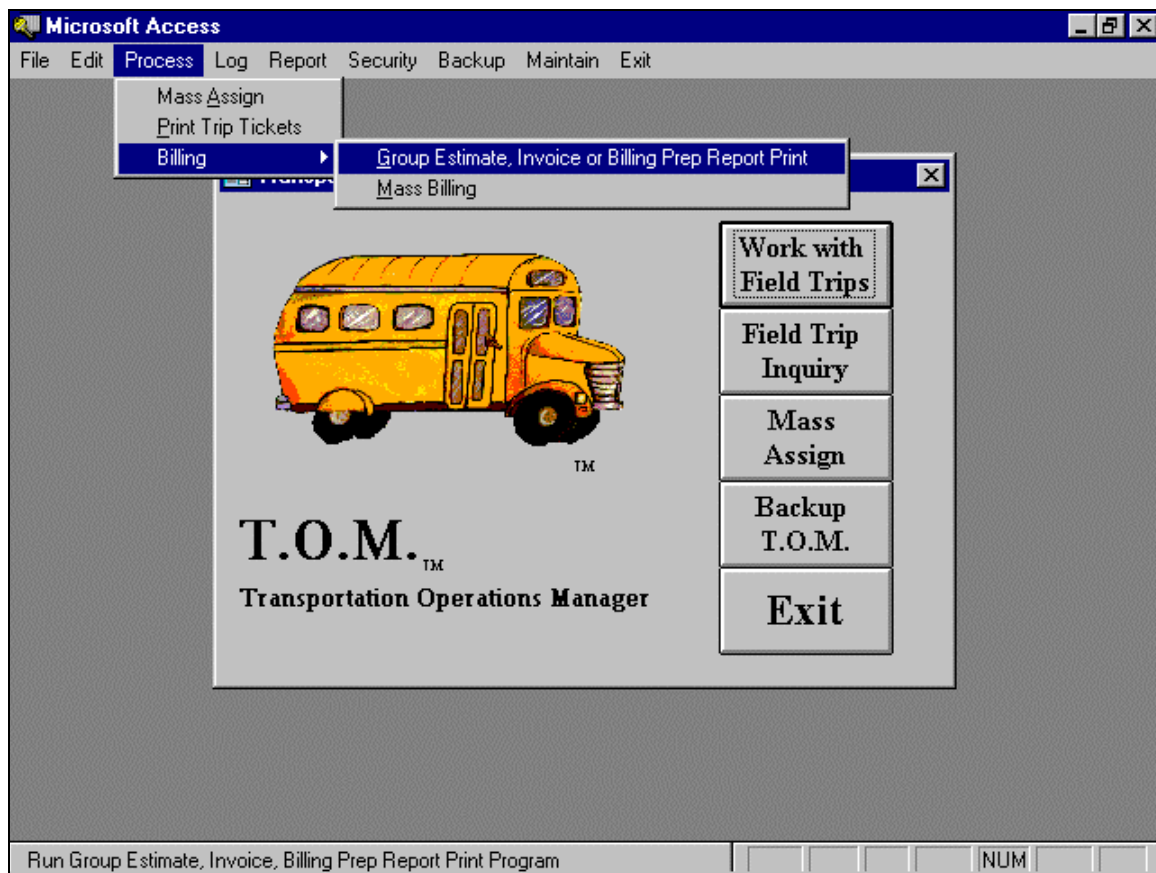 Microsoft Access
File Edit Process Log Report Security Backup Maintain Exit
Mass Assign
Print Trip Tickets
Billing
Group Estimate, Invoice or Billing Prep Report Print
Mass Billing
Work with
Field Trips
Field Trip
Inquiry
Mass
Assign
Backup
T.O.M.
Exit
TM
T.O.M.TM
Transportation Operations Manager
Run Group Estimate, Invoice, Billing Prep Report Print Program
NUM